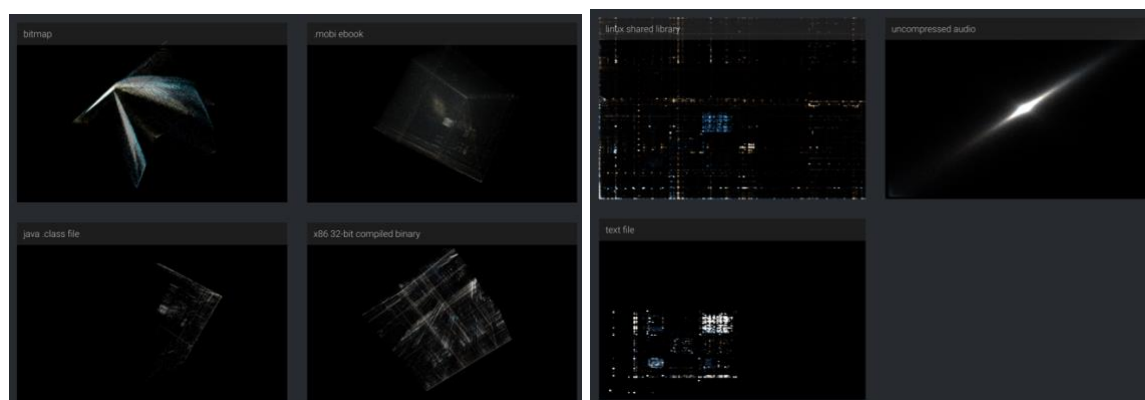 bitmap
.mobi ebook
java .class file
x86 32-bit compiled binary
linux shared library
uncompressed audio
text file